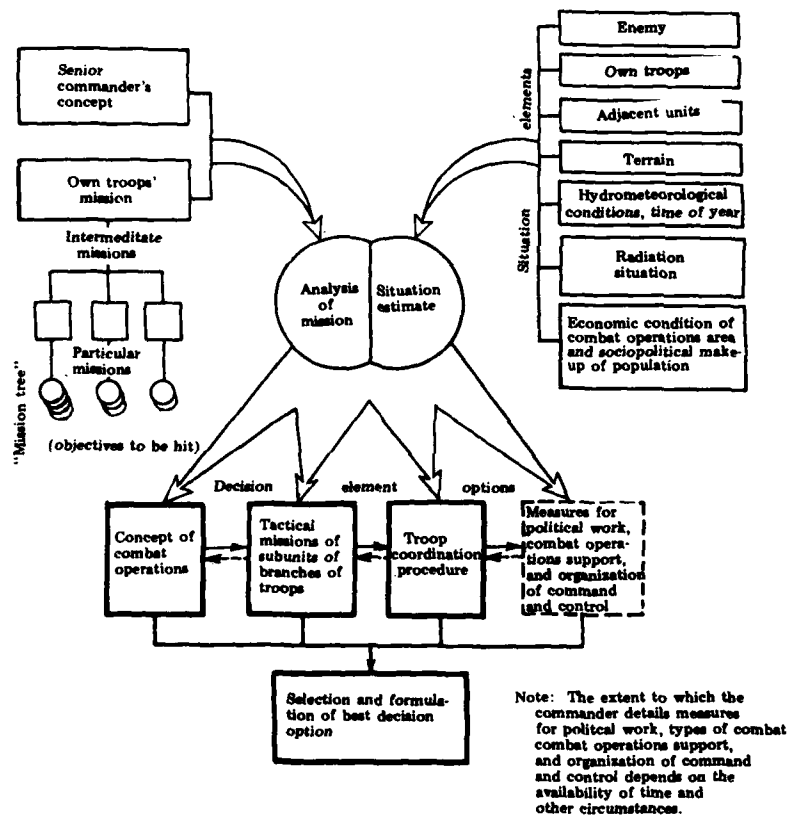 Senior
commander's
concept
Own troops'
mission
Intermeditate
missions
Particular
missions
"Mission tree"
(objectives to be hit)
Situation elements
Enemy
Own troops
Adjacent units
Terrain
Hydrometeorological
conditions, time of year
Radiation
situation
Economic condition of
combat operations area
and sociopolitical make-
up of population
Analysis
of
mission
Situation
estimate
Decision element options
Concept of
combat
operations
Tactical
missions of
subunits of
branches of
troops
Troop
coordination
procedure
Measures for
political work,
combat opera-
tions support,
and organization
of command
and control
Selection and formula-
tion of best decision
option
Note: The extent to which the
commander details measures
for politcal work, types of combat
combat operations support,
and organization of command
and control depends on the
availability of time and
other circumstances.